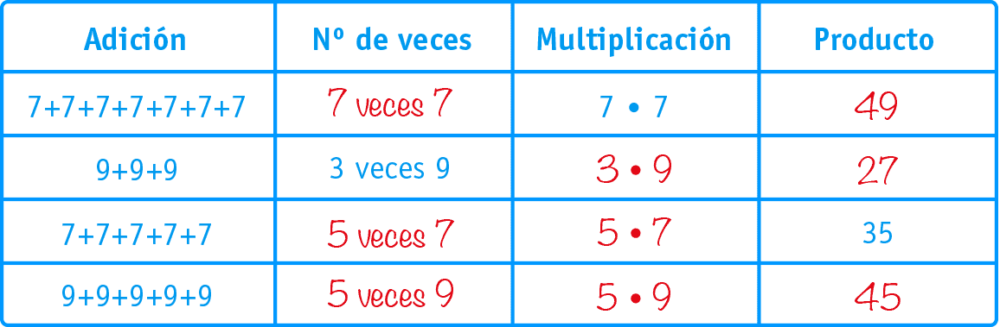 Adición Nº de veces Multiplicación Producto
7+7+7+7+7+7+7 7 veces 7 7 • 7 49
9+9+9 3 veces 9 3 • 9 27
7+7+7+7+7 5 veces 7 5 • 7 35
9+9+9+9+9 5 veces 9 5 • 9 45